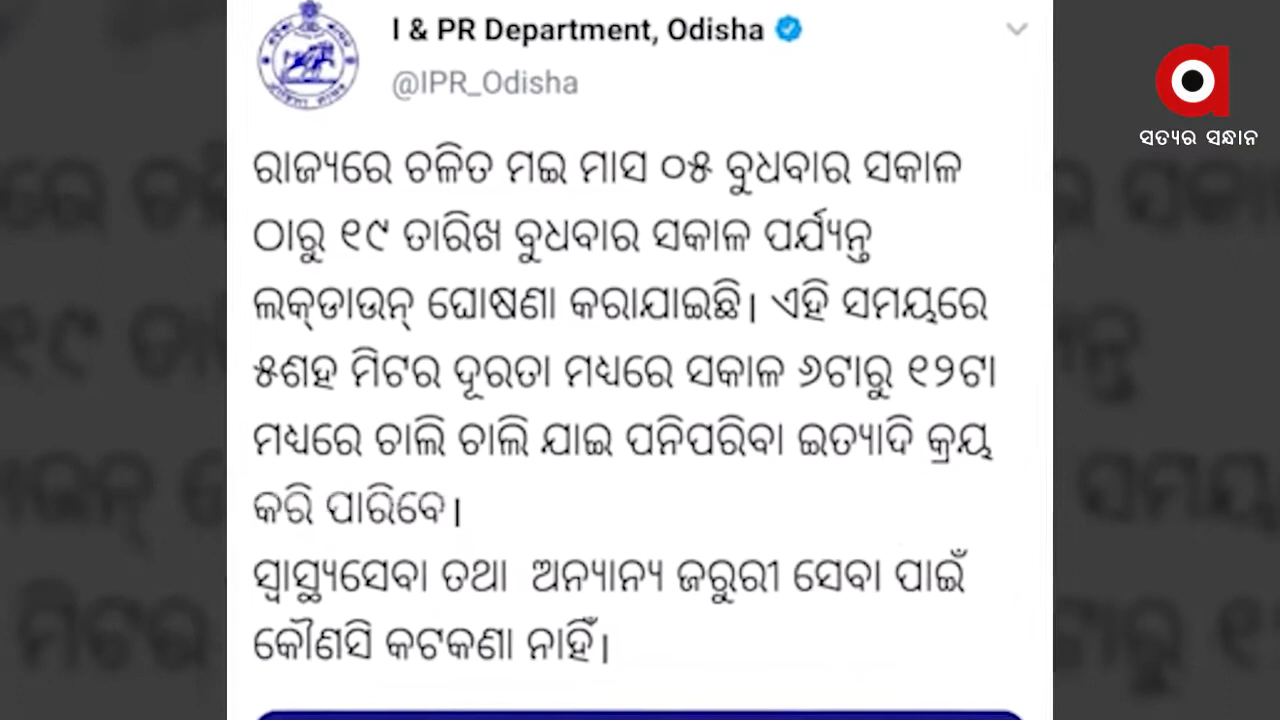 I & PR Department, Odisha
@IPR_Odisha
ସତ୍ୟର ସନ୍ଧାନ
ରାଜ୍ୟରେ ଚଳିତ ମଇ ମାସ ୦୫ ବୁଧବାର ସକାଳ
ଠାରୁ ୧୯ ତାରିଖ ବୁଧବାର ସକାଳ ପର୍ଯ୍ୟନ୍ତ
ଲକ୍‌ଡାଉନ୍ ଘୋଷଣା କରାଯାଇଛି। ଏହି ସମୟରେ
୫ଶହ ମିଟର ଦୂରତା ମଧ୍ୟରେ ସକାଳ ୬ଟାରୁ ୧୨ଟା
ମଧ୍ୟରେ ଚାଲି ଚାଲି ଯାଇ ପନିପରିବା ଇତ୍ୟାଦି କ୍ରୟ
କରି ପାରିବେ।
ସ୍ୱାସ୍ଥ୍ୟସେବା ତଥା ଅନ୍ୟାନ୍ୟ ଜରୁରୀ ସେବା ପାଇଁ
କୌଣସି କଟକଣା ନାହିଁ।